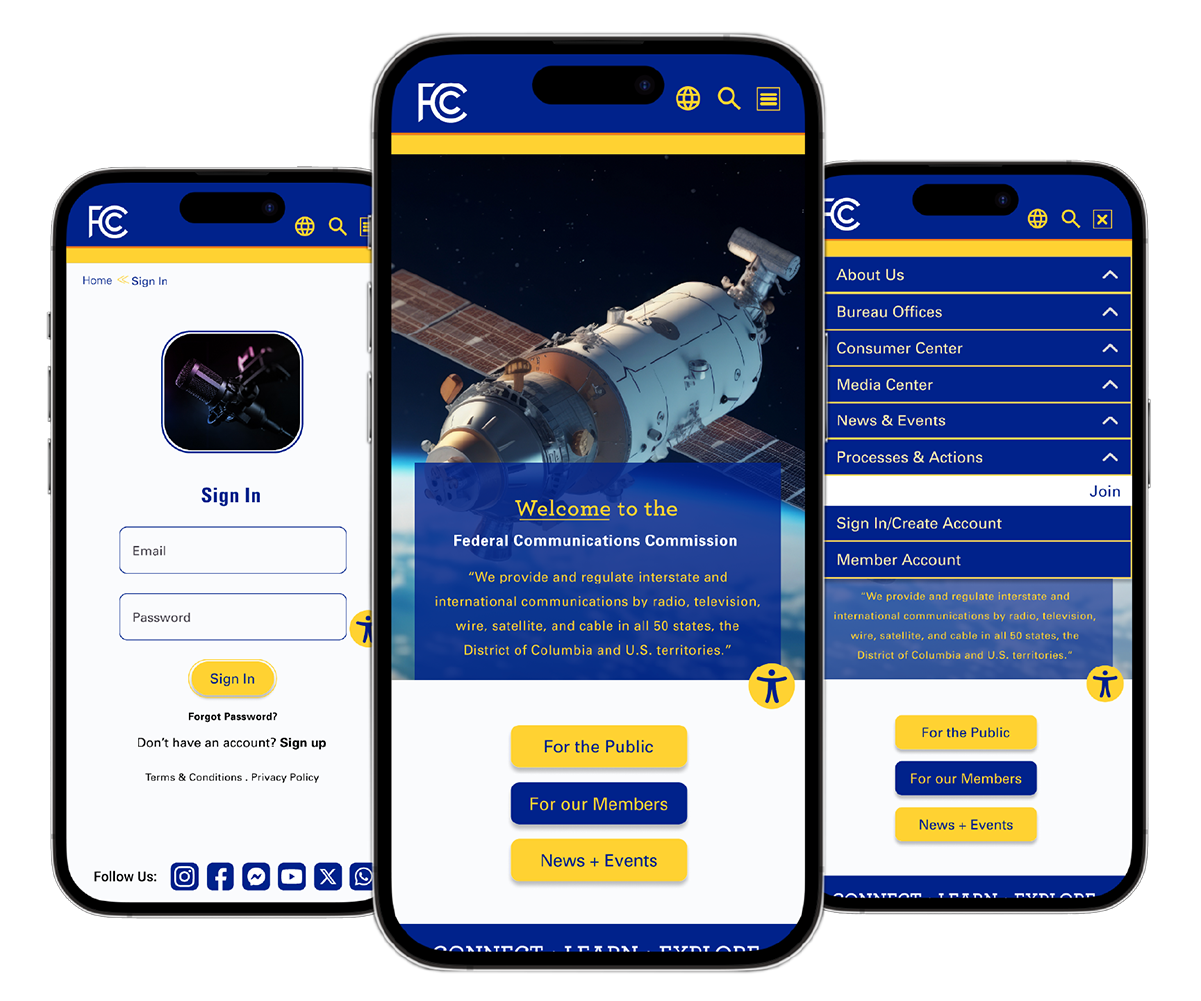 FCC
Home
Sign In
Sign In
Email
Password
Sign In
Forgot Password?
Don't have an account? Sign up
Terms & Conditions . Privacy Policy
Follow Us:
FCC
Welcome to the
Federal Communications Commission
“We provide and regulate interstate and
international communications by radio, television,
wire, satellite, and cable in all 50 states, the
District of Columbia and U.S. territories.”
For the Public
For our Members
News + Events
CONNECT · LEARN · EXPLORE
FCC
About Us
Bureau Offices
Consumer Center
Media Center
News & Events
Processes & Actions
Join
Sign In/Create Account
Member Account
“We provide and regulate interstate and
international communications by radio, television,
wire, satellite, and cable in all 50 states, the
District of Columbia and U.S. territories.”
For the Public
For our Members
News + Events
CONNECT · LEARN · EXPLORE